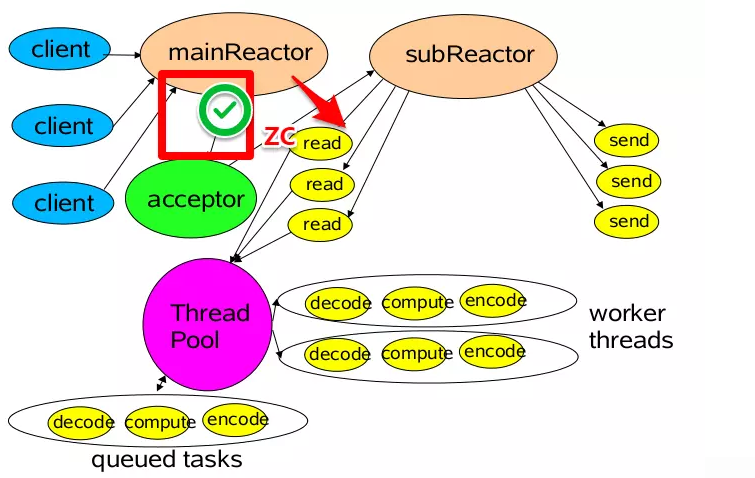 client
mainReactor
subReactor
client
ZC
read
send
client
acceptor
read
send
read
send
Thread
Pool
decode compute encode
decode compute encode
worker
threads
decode compute encode
queued tasks